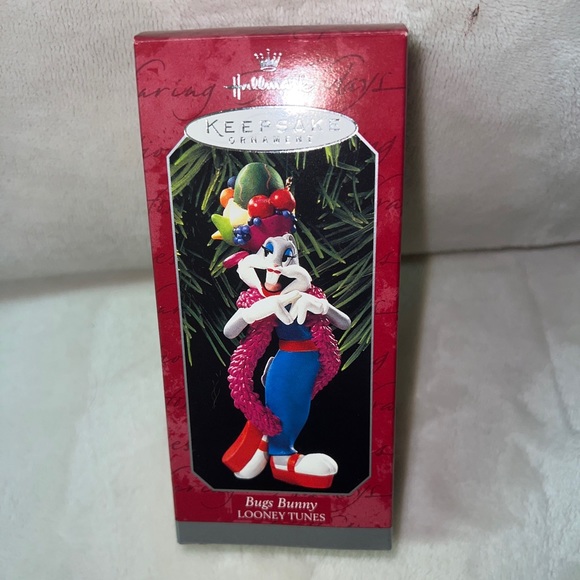 Hallmark
KEEPSAKE
ORNAMENT
Bugs Bunny
LOONEY TUNES